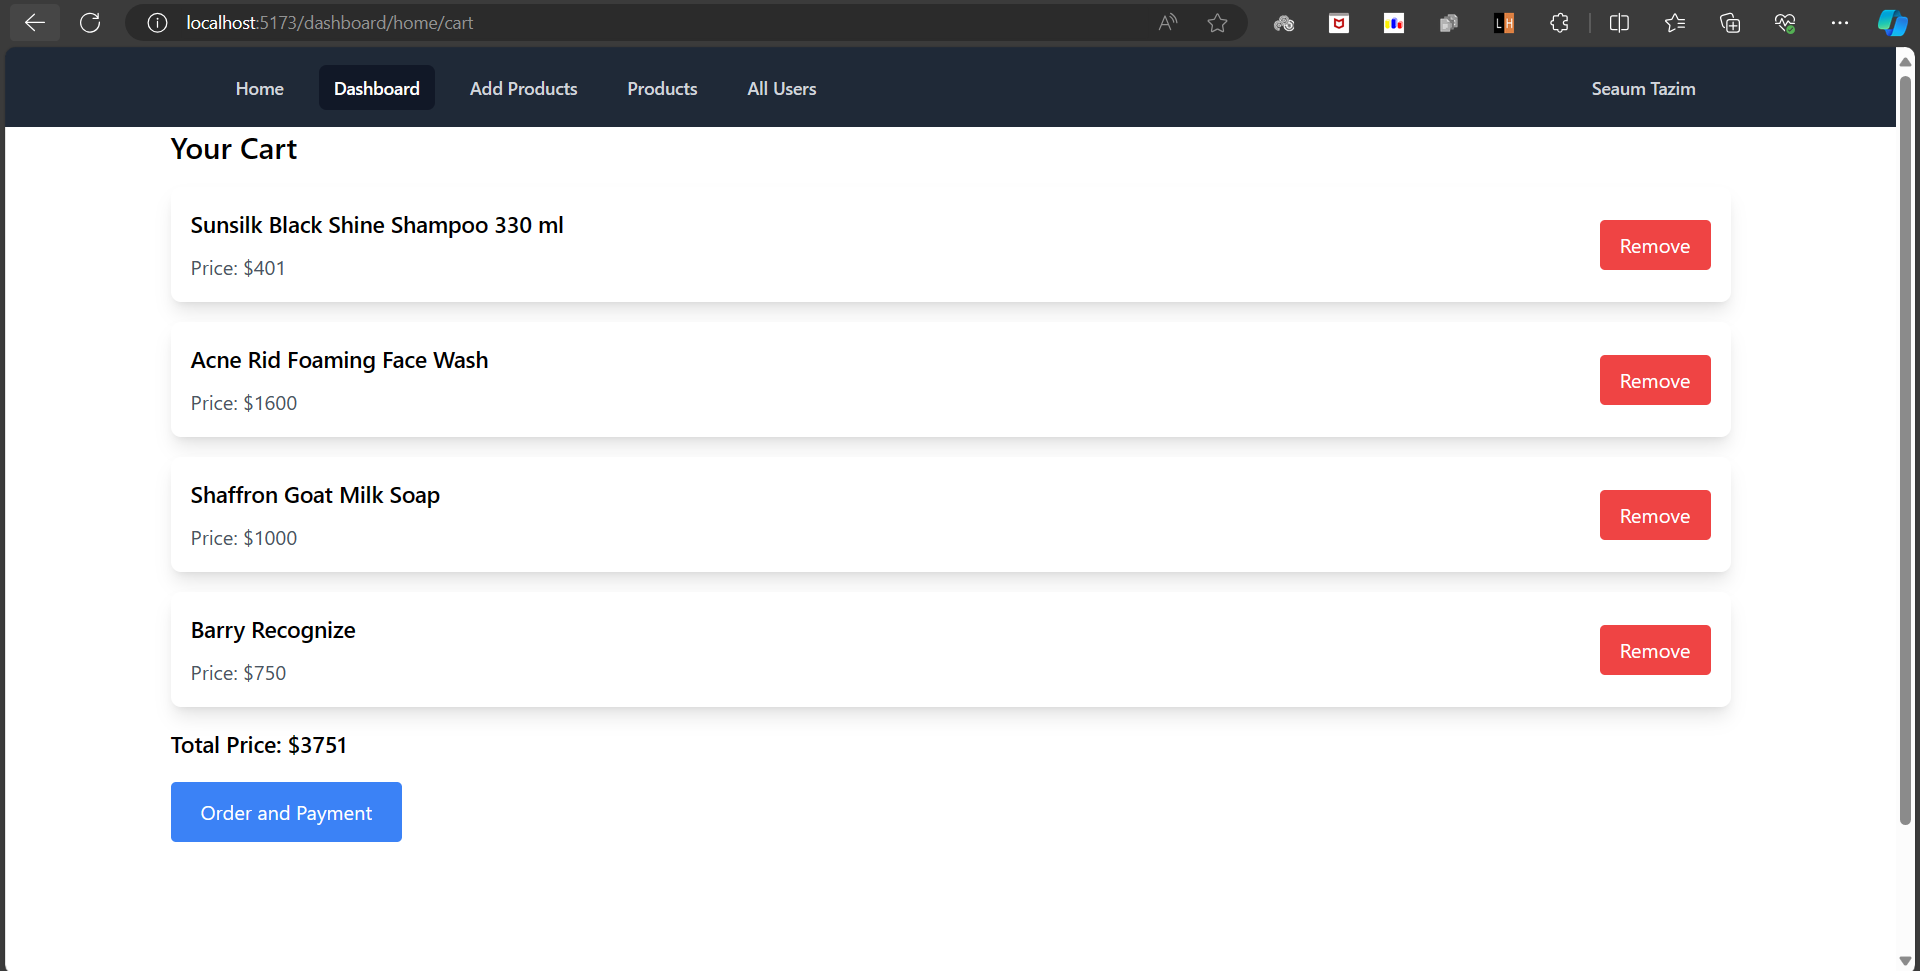 localhost:5173/dashboard/home/cart
LH
Home Dashboard Add Products Products All Users Seaum Tazim
Your Cart
Sunsilk Black Shine Shampoo 330 ml
Price: $401
Remove
Acne Rid Foaming Face Wash
Price: $1600
Remove
Shaffron Goat Milk Soap
Price: $1000
Remove
Barry Recognize
Price: $750
Remove
Total Price: $3751
Order and Payment